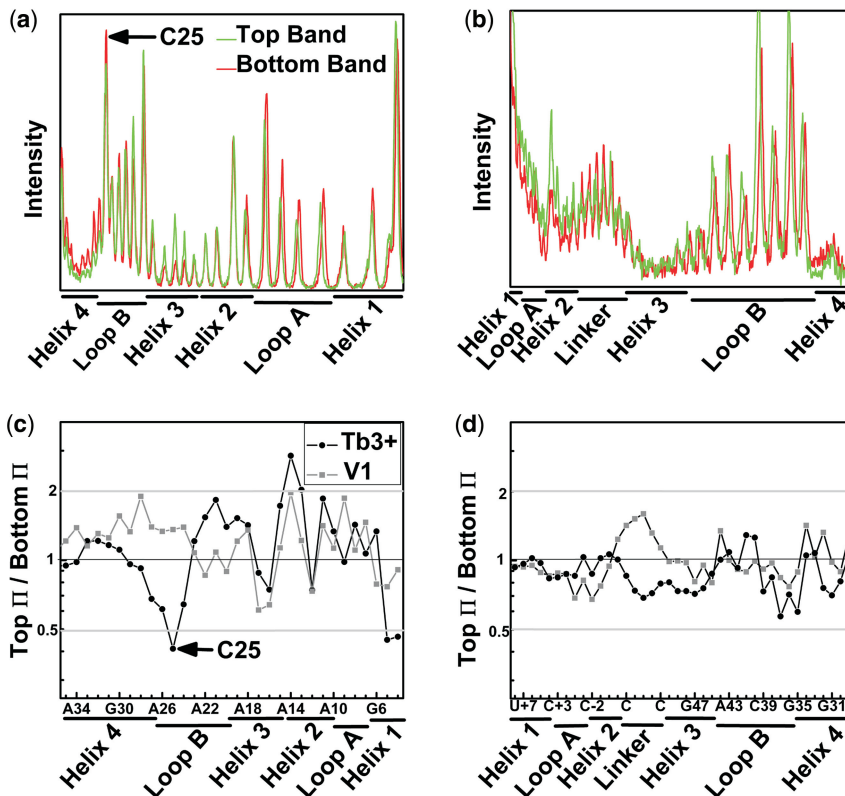 (a)
C25
Top Band
Bottom Band
Intensity
Helix 4
Loop B
Helix 3
Helix 2
Loop A
Helix 1
(b)
Intensity
Helix 1
Loop A
Helix 2
Linker
Helix 3
Loop B
Helix 4
(c)
Tb3+
V1
Top Π / Bottom Π
2
1
0.5
C25
A34 G30 A26 A22 A18 A14 A10 G6
Helix 4
Loop B
Helix 3
Helix 2
Loop A
Helix 1
(d)
Top Π / Bottom Π
2
1
0.5
U+7 C+3 C-2 C C G47 A43 C39 G35 G31
Helix 1
Loop A
Helix 2
Linker
Helix 3
Loop B
Helix 4